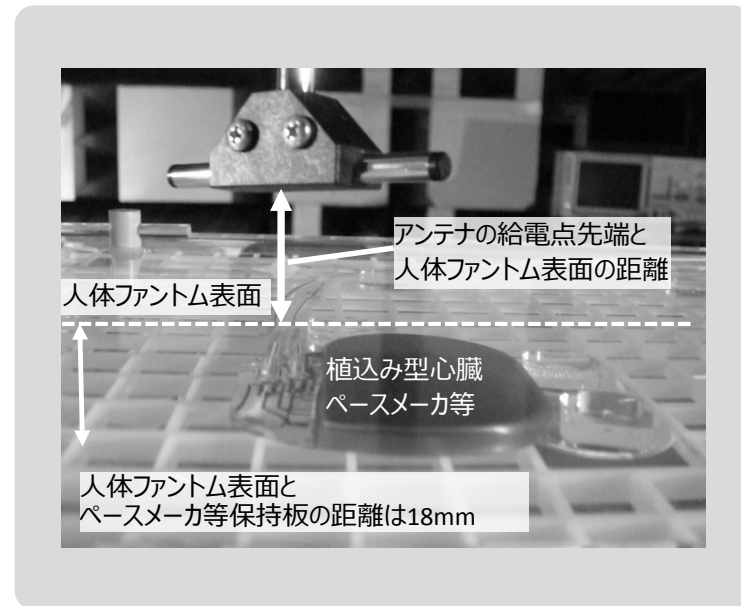 アンテナの給電点先端と
人体ファントム表面の距離
人体ファントム表面
植込み型心臓
ペースメーカ等
人体ファントム表面と
ペースメーカ等保持板の距離は18mm